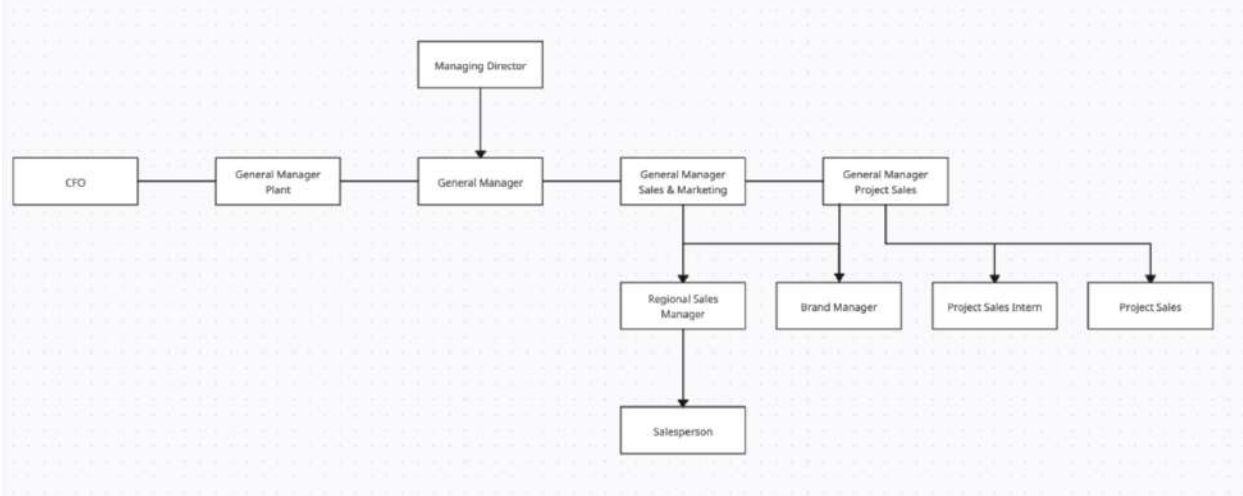 Managing Director
CFO
General Manager
Plant
General Manager
General Manager
Sales & Marketing
General Manager
Project Sales
Regional Sales
Manager
Brand Manager
Project Sales Intern
Project Sales
Salesperson